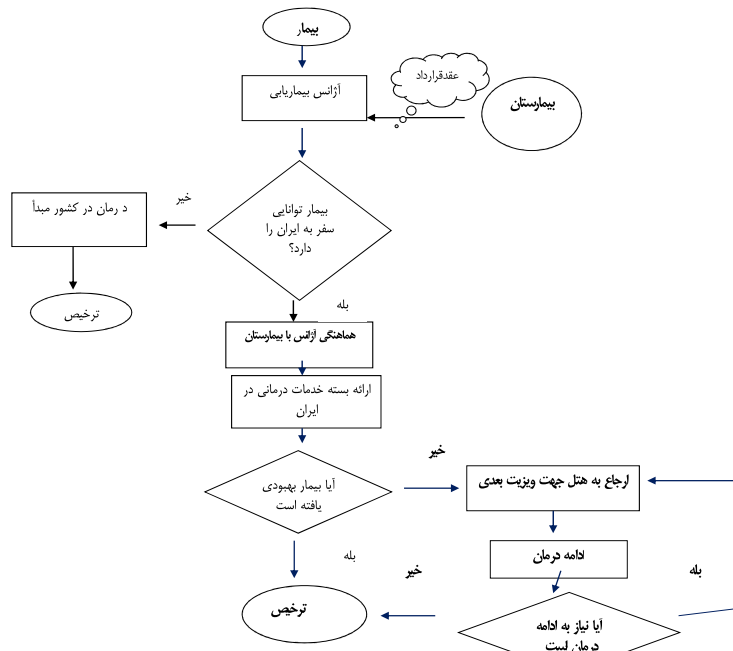 بیمار
عقدقرارداد
آژانس بیماریابی
بیمارستان
خیر
د رمان در کشور مبدأ
بیمار توانایی
سفر به ایران را
دارد؟
ترخیص
بله
هماهنگی آژانس با بیمارستان
ارائه بسته خدمات درمانی در
ایران
خیر
آیا بیمار بهبودی
یافته است
ارجاع به هتل جهت ویزیت بعدی
بله
ادامه درمان
خیر
بله
ترخیص
آیا نیاز به ادامه
درمان